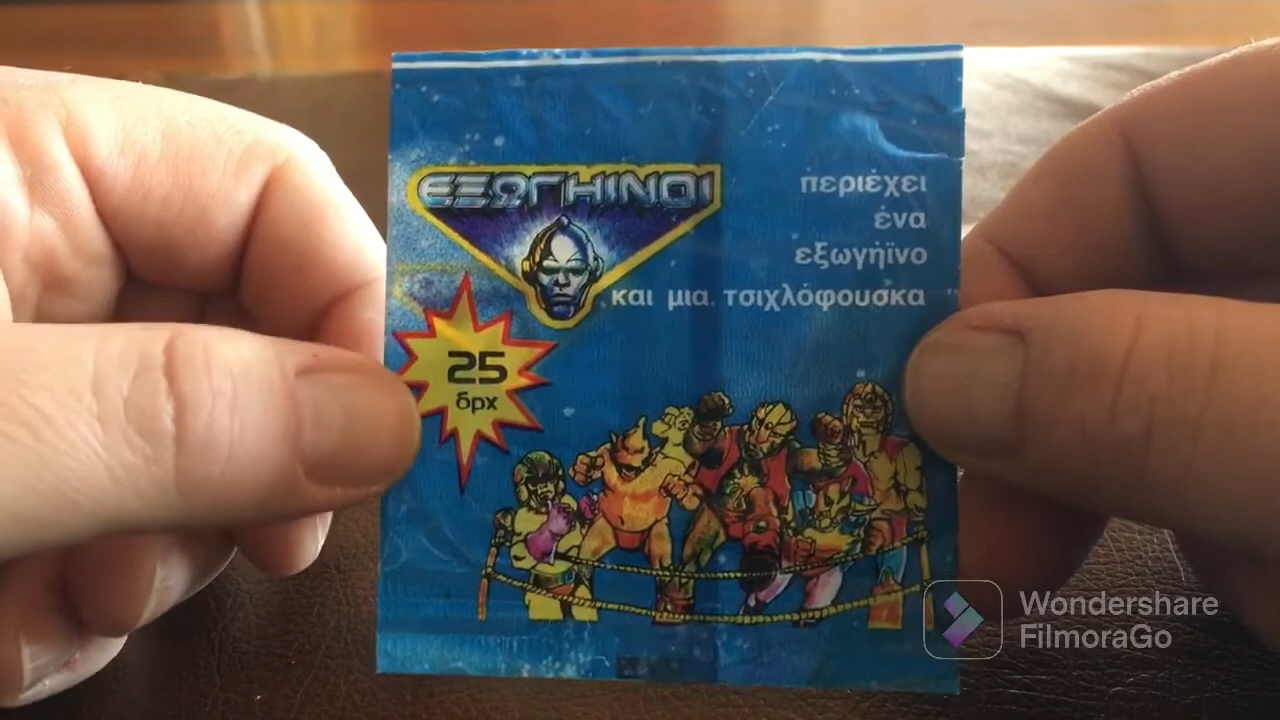 ΕΞΩΓΗΙΝΟΙ
περιέχει
ένα
εξωγήϊνο
και μια τσιχλόφουσκα
25
δρχ
Wondershare
FilmoraGo